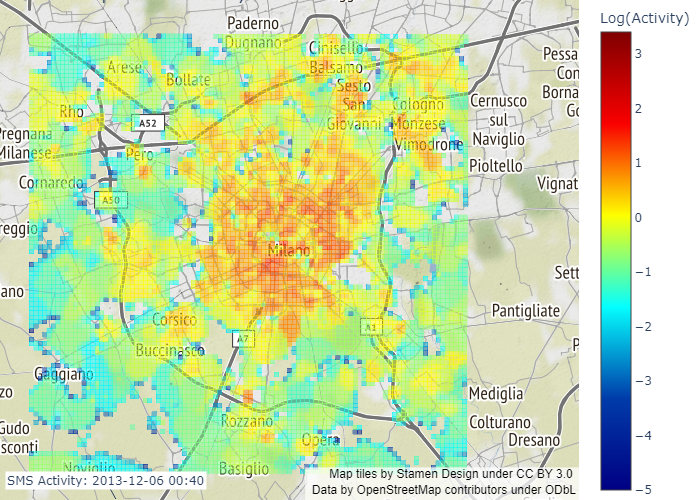 Log(Activity)
Paderno
Dugnano
Cinisello
Balsamo
Arese
Bollate
Sesto
San
Giovanni
Cologno
Monzese
Vimodrone
Cernusco
sul
Naviglio
Pioltello
Pessa
Con
Borna
Go
Rho
A52
Pregnana
Milanese
Pero
Cornaredo
A50
Vignat
reggio
Milano
Sett
ano
Pantigliate
Corsico
A7
A1
Buccinasco
P
Gaggiano
zo
Mediglia
Gudo
sconti
Rozzano
Colturano
Dresano
Opera
Noviglio
Basiglio
SMS Activity: 2013-12-06 00:40
Map tiles by Stamen Design under CC BY 3.0
Data by OpenStreetMap contributors under ODbL
3
2
1
0
−1
−2
−3
−4
−5